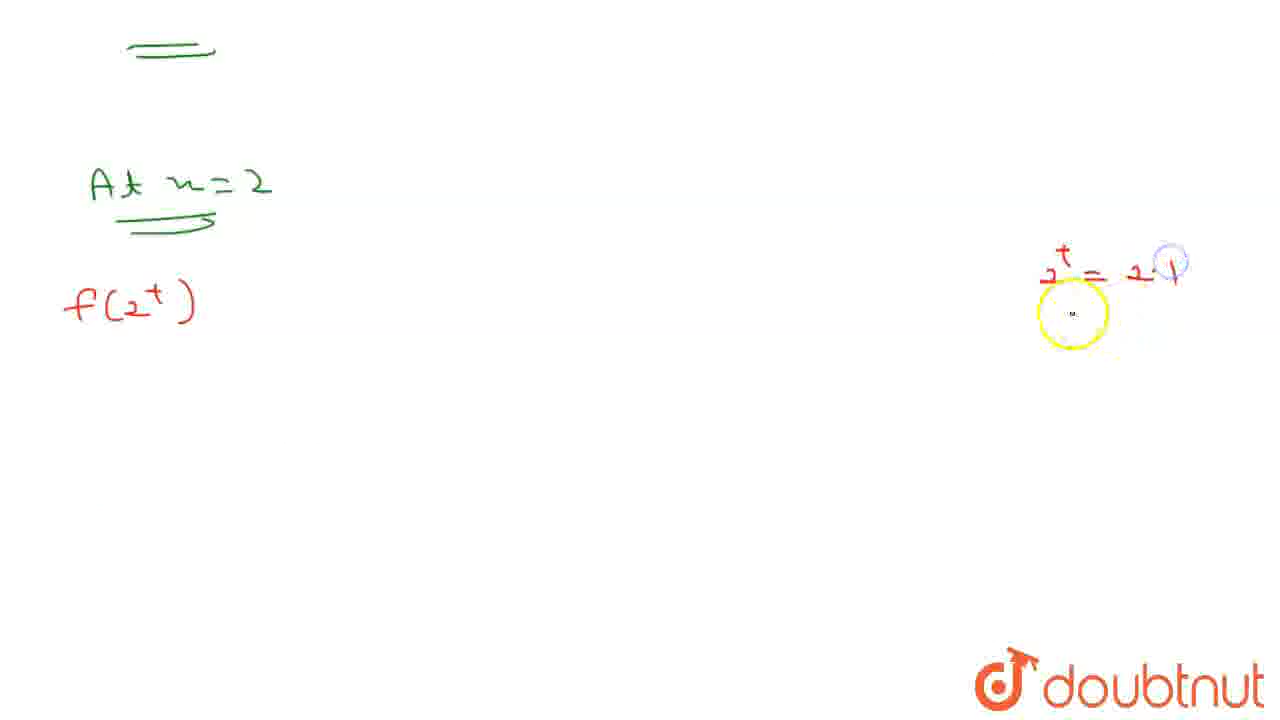 At x=2
f(2⁺)
2⁺ = 2.1
doubtnut